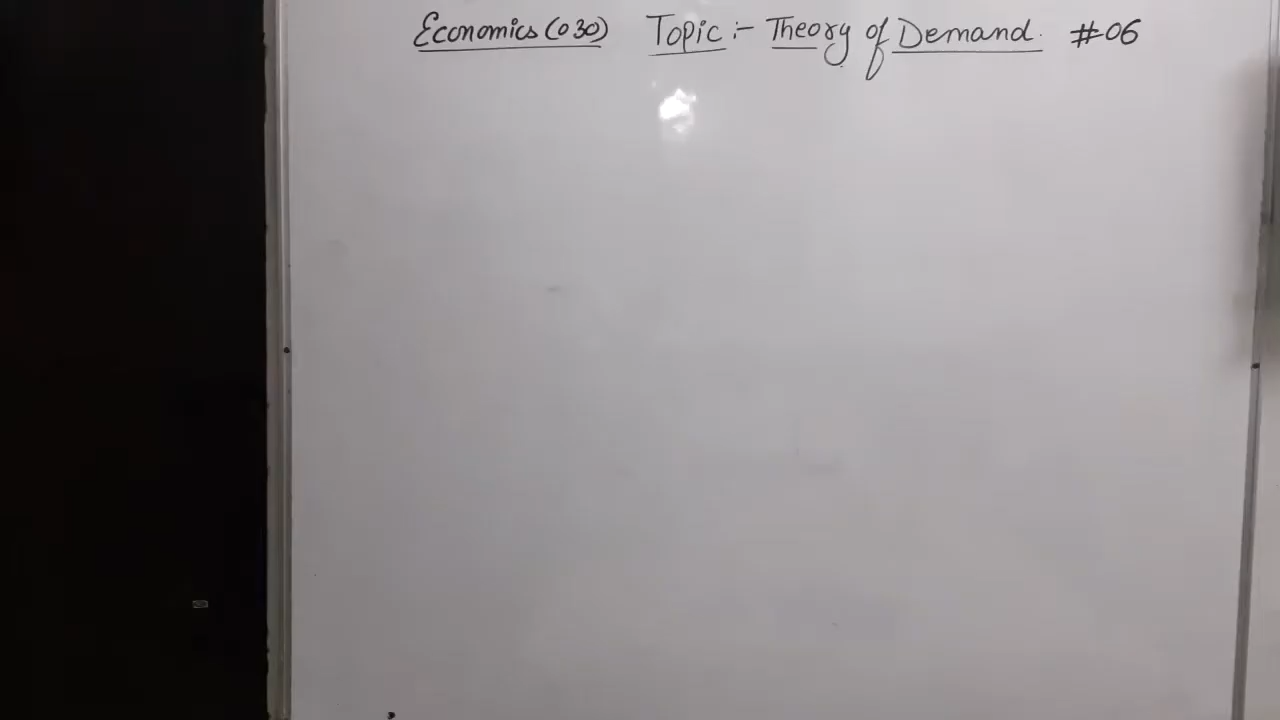 Economics (030) Topic :- Theory of Demand. #06